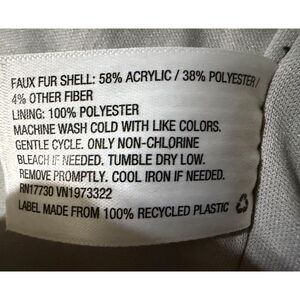 FAUX FUR SHELL: 58% ACRYLIC / 38% POLYESTER /
4% OTHER FIBER
LINING: 100% POLYESTER
MACHINE WASH COLD WITH LIKE COLORS.
GENTLE CYCLE. ONLY NON-CHLORINE
BLEACH IF NEEDED. TUMBLE DRY LOW.
REMOVE PROMPTLY. COOL IRON IF NEEDED.
RN17730 VN1973322
LABEL MADE FROM 100% RECYCLED PLASTIC